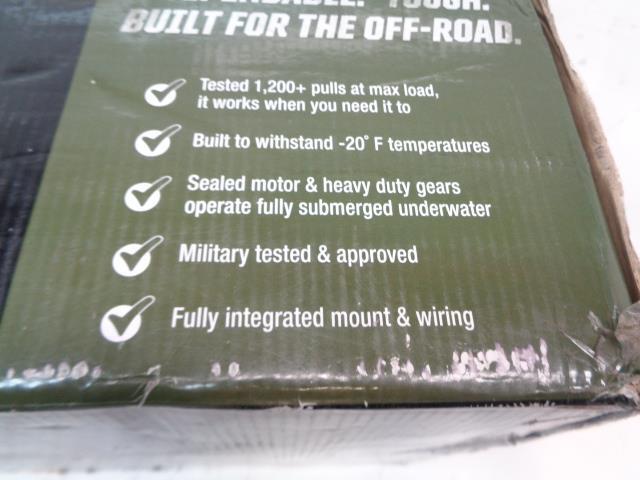 TOUGH.
BUILT FOR THE OFF-ROAD.
Tested 1,200+ pulls at max load,
it works when you need it to
Built to withstand -20° F temperatures
Sealed motor & heavy duty gears
operate fully submerged underwater
Military tested & approved
Fully integrated mount & wiring